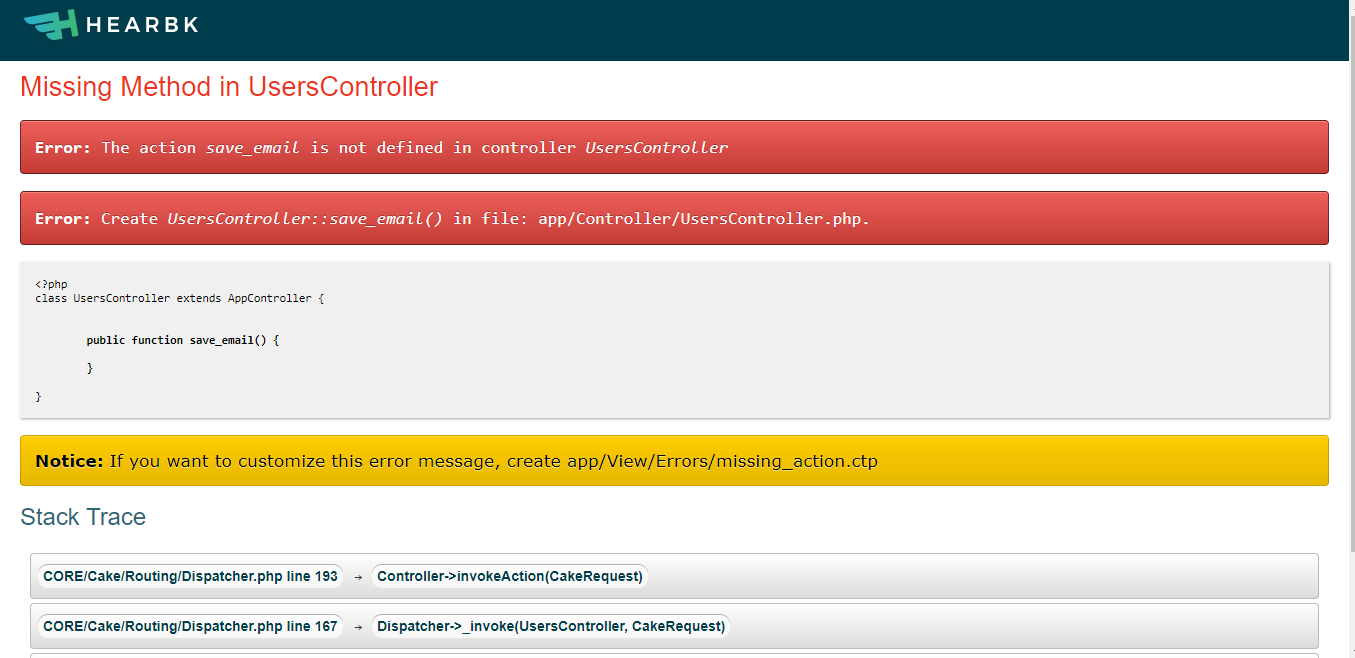 HEARBK
Missing Method in UsersController
Error: The action save_email is not defined in controller UsersController
Error: Create UsersController::save_email() in file: app/Controller/UsersController.php.
<?php
class UsersController extends AppController {
public function save_email() {
}
}
Notice: If you want to customize this error message, create app/View/Errors/missing_action.ctp
Stack Trace
CORE/Cake/Routing/Dispatcher.php line 193 → Controller->invokeAction(CakeRequest)
CORE/Cake/Routing/Dispatcher.php line 167 → Dispatcher->_invoke(UsersController, CakeRequest)